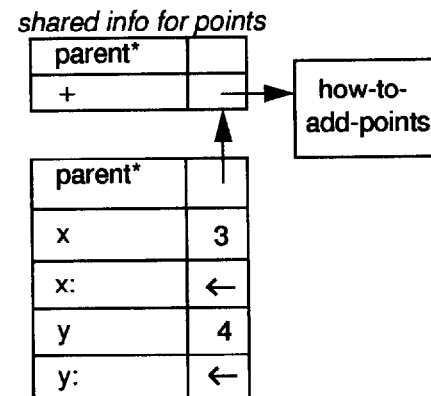 shared info for points
parent*
+
how-to-
add-points
parent*
x 3
x: ←
y 4
y: ←